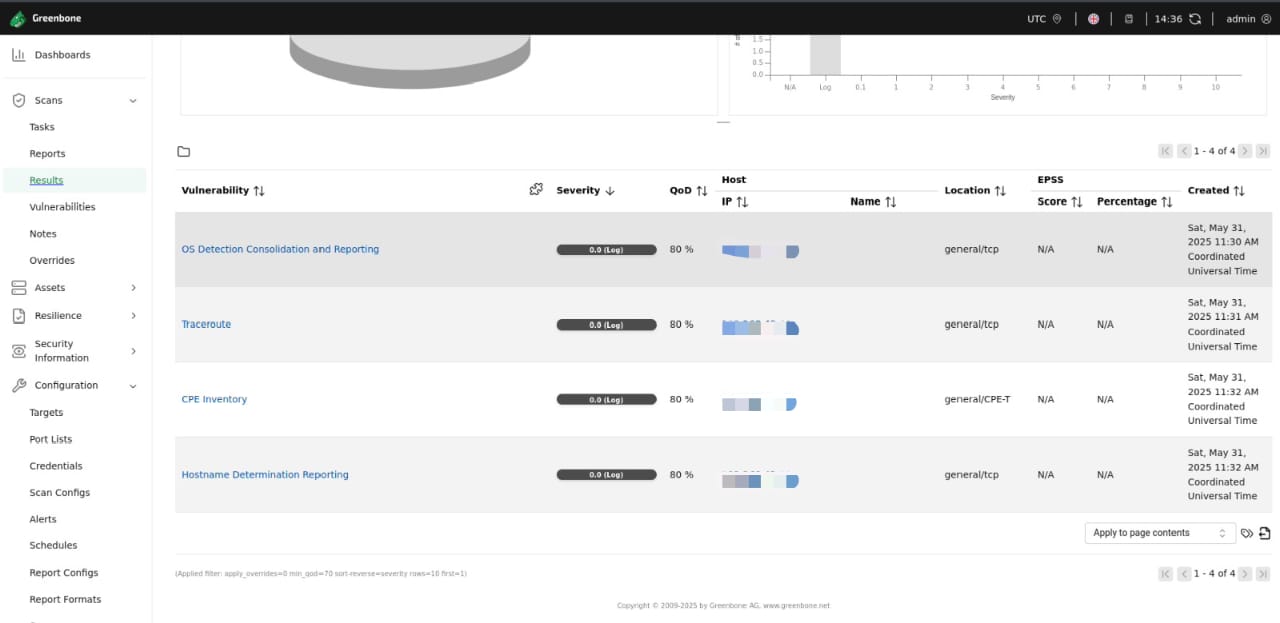 Greenbone
UTC
14:36
admin
Dashboards
Scans
Tasks
Reports
Results
Vulnerabilities
Notes
Overrides
Assets
Resilience
Security
Information
Configuration
Targets
Port Lists
Credentials
Scan Configs
Alerts
Schedules
Report Configs
Report Formats
# of
1.5
1.0
0.5
0.0
N/A Log 0.1 1 2 3 4 5 6 7 8 9 10
Severity
1 - 4 of 4
Vulnerability Severity QoD Host Location EPSS Created
IP Name Score Percentage
OS Detection Consolidation and Reporting 0.0 (Log) 80 % general/tcp N/A N/A Sat, May 31,
2025 11:30 AM
Coordinated
Universal Time
Traceroute 0.0 (Log) 80 % general/tcp N/A N/A Sat, May 31,
2025 11:31 AM
Coordinated
Universal Time
CPE Inventory 0.0 (Log) 80 % general/CPE-T N/A N/A Sat, May 31,
2025 11:32 AM
Coordinated
Universal Time
Hostname Determination Reporting 0.0 (Log) 80 % general/tcp N/A N/A Sat, May 31,
2025 11:32 AM
Coordinated
Universal Time
Apply to page contents
(Applied filter: apply_overrides=0 min_qod=70 sort-reverse=severity rows=10 first=1)
1 - 4 of 4
Copyright © 2009-2025 by Greenbone AG, www.greenbone.net